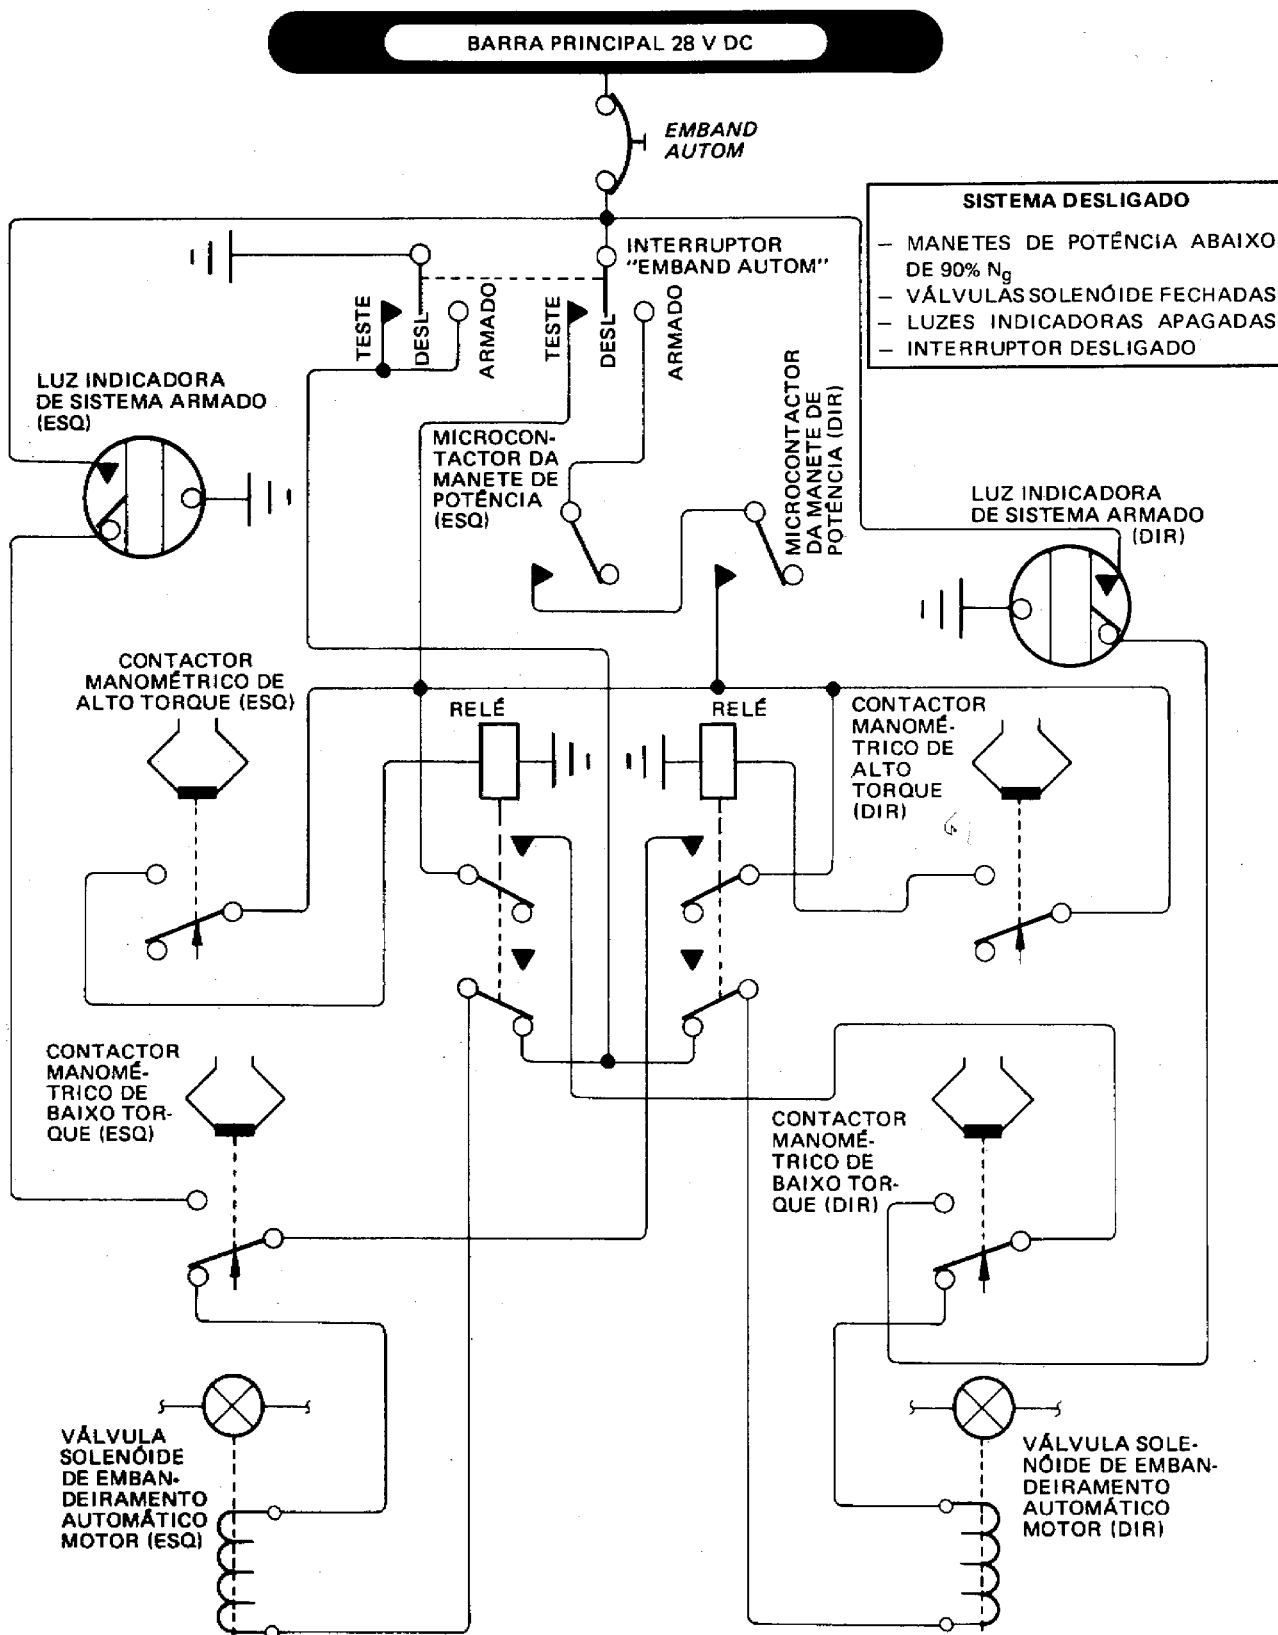 BARRA PRINCIPAL 28 V DC
EMBAND
AUTOM
SISTEMA DESLIGADO
– MANETES DE POTÊNCIA ABAIXO
DE 90% Ng
– VÁLVULAS SOLENÓIDE FECHADAS
– LUZES INDICADORAS APAGADAS
– INTERRUPTOR DESLIGADO
INTERRUPTOR
"EMBAND AUTOM"
TESTE
DESL
ARMADO
TESTE
DESL
ARMADO
LUZ INDICADORA
DE SISTEMA ARMADO
(ESQ)
MICROCON-
TACTOR DA
MANETE DE
POTÊNCIA
(ESQ)
MICROCONTACTOR
DA MANETE DE
POTÊNCIA (DIR)
LUZ INDICADORA
DE SISTEMA ARMADO
(DIR)
CONTACTOR
MANOMÉTRICO DE
ALTO TORQUE (ESQ)
RELÉ
RELÉ
CONTACTOR
MANOMÉ-
TRICO DE
ALTO
TORQUE
(DIR)
CONTACTOR
MANOMÉ-
TRICO DE
BAIXO TOR-
QUE (ESQ)
CONTACTOR
MANOMÉ-
TRICO DE
BAIXO TOR-
QUE (DIR)
VÁLVULA
SOLENÓIDE
DE EMBAN-
DEIRAMENTO
AUTOMÁTICO
MOTOR (ESQ)
VÁLVULA SOLE-
NÓIDE DE EMBAN-
DEIRAMENTO
AUTOMÁTICO
MOTOR (DIR)